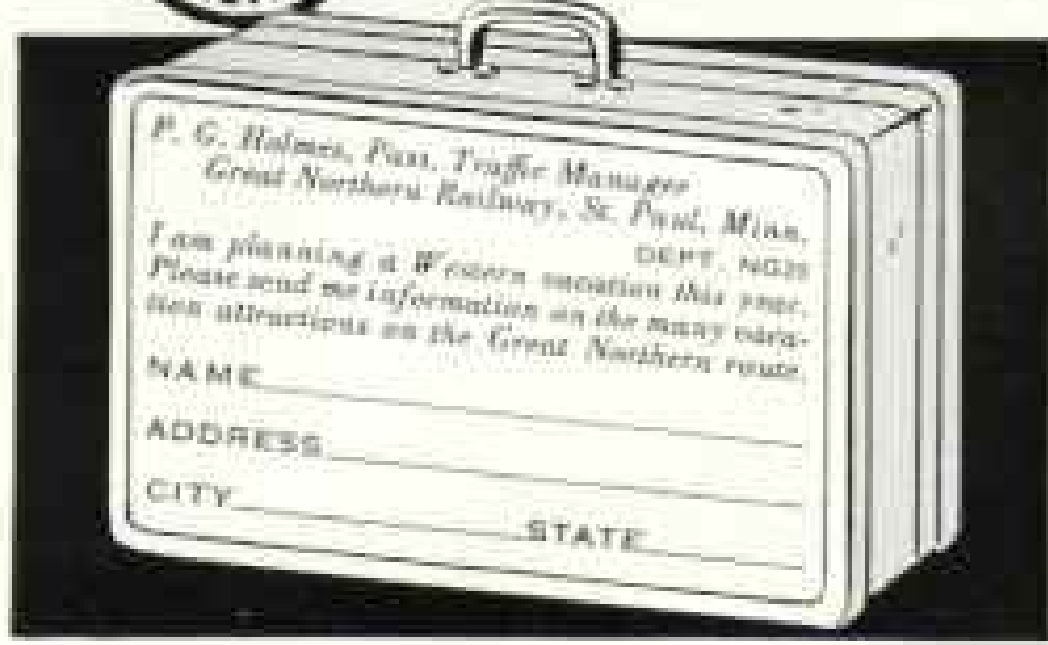 P. G. Holmes, Pass. Traffic Manager
Great Northern Railway, St. Paul, Minn.
DEPT.
I am planning a Western vacation this year.
Please send me information on the many vaca-
tion attractions on the Great Northern route.
NAME
ADDRESS
CITY STATE